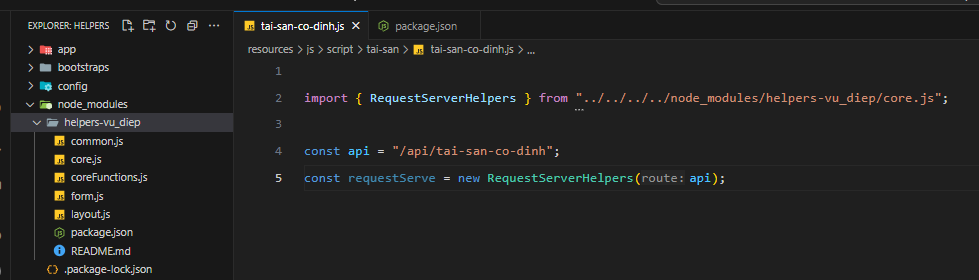 EXPLORER: HELPERS
app
bootstraps
config
node_modules
helpers-vu_diep
common.js
core.js
coreFunctions.js
form.js
layout.js
package.json
README.md
.package-lock.json
tai-san-co-dinh.js
package.json
resources > js > script > tai-san > tai-san-co-dinh.js > ...
1
2 import { RequestServerHelpers } from "../../../../node_modules/helpers-vu_diep/core.js";
3
4 const api = "/api/tai-san-co-dinh";
5 const requestServe = new RequestServerHelpers(route: api);